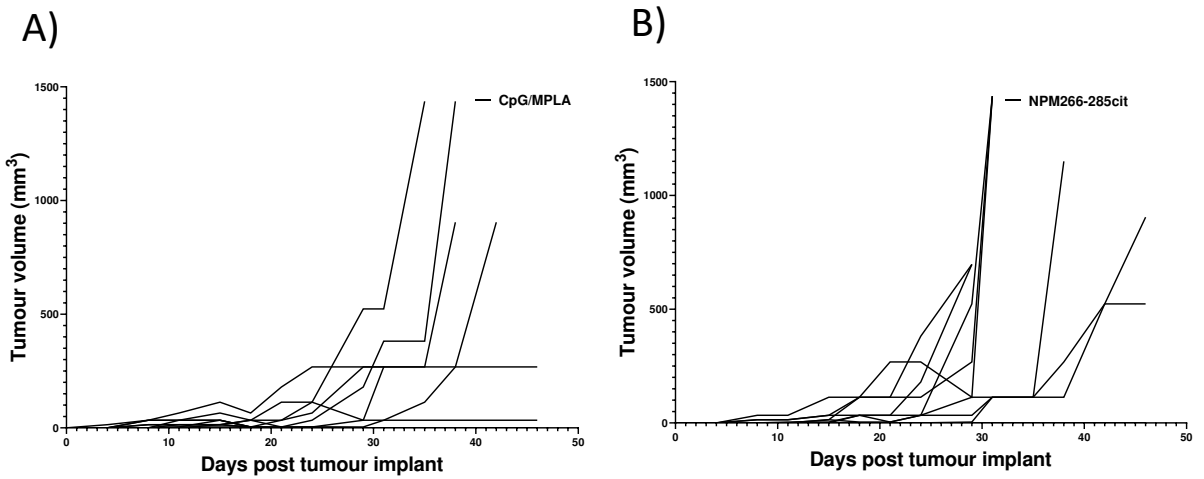 A)
1500
1000
500
0
Tumour volume (mm³)
0 10 20 30 40 50
Days post tumour implant
CpG/MPLA
B)
1500
1000
500
0
Tumour volume (mm³)
0 10 20 30 40 50
Days post tumour implant
NPM266-285cit